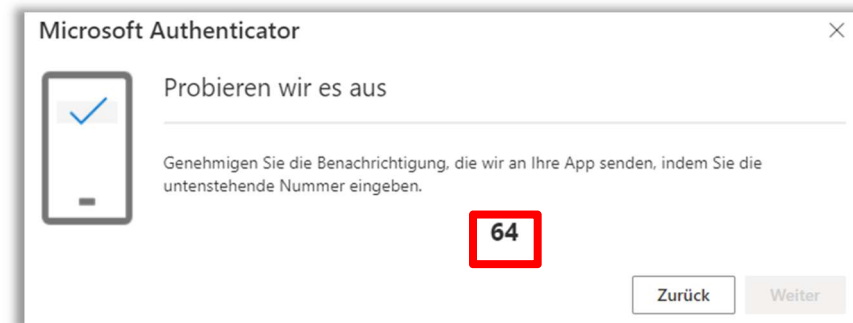 Microsoft Authenticator
Probieren wir es aus
Genehmigen Sie die Benachrichtigung, die wir an Ihre App senden, indem Sie die
untenstehende Nummer eingeben.
64
Zurück Weiter